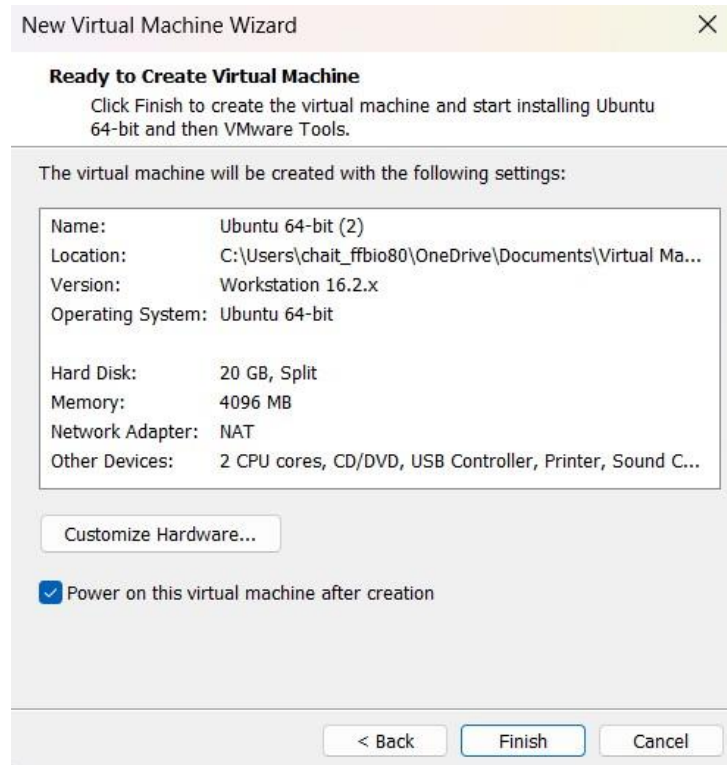 New Virtual Machine Wizard
Ready to Create Virtual Machine
Click Finish to create the virtual machine and start installing Ubuntu
64-bit and then VMware Tools.
The virtual machine will be created with the following settings:
Name: Ubuntu 64-bit (2)
Location: C:\Users\chait_ffbio80\OneDrive\Documents\Virtual Ma...
Version: Workstation 16.2.x
Operating System: Ubuntu 64-bit
Hard Disk: 20 GB, Split
Memory: 4096 MB
Network Adapter: NAT
Other Devices: 2 CPU cores, CD/DVD, USB Controller, Printer, Sound C...
Customize Hardware...
Power on this virtual machine after creation
< Back Finish Cancel